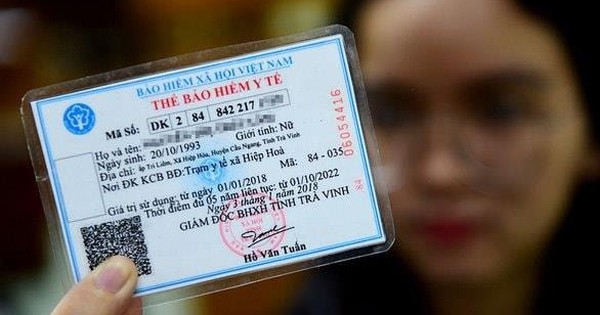 BẢO HIỂM XÃ HỘI VIỆT NAM
THẺ BẢO HIỂM Y TẾ
Mã Số: DK 2 84 842 217
Họ và tên:
Ngày sinh: 20/10/1993 Giới tính: Nữ
Địa chỉ: ấp Trì Liêm, Xã Hiệp Hòa, Huyện Cầu Ngang, Tỉnh Trà Vinh
Nơi ĐK KCB BĐ: Trạm y tế xã Hiệp Hoà
Mã: 84 - 035
Giá trị sử dụng: từ ngày 01/01/2018
Thời điểm đủ 05 năm liên tục: từ 01/10/2022
Ngày 3 tháng 1 năm 2018
GIÁM ĐỐC BHXH TỈNH TRÀ VINH
Hồ Văn Tuấn
06054416